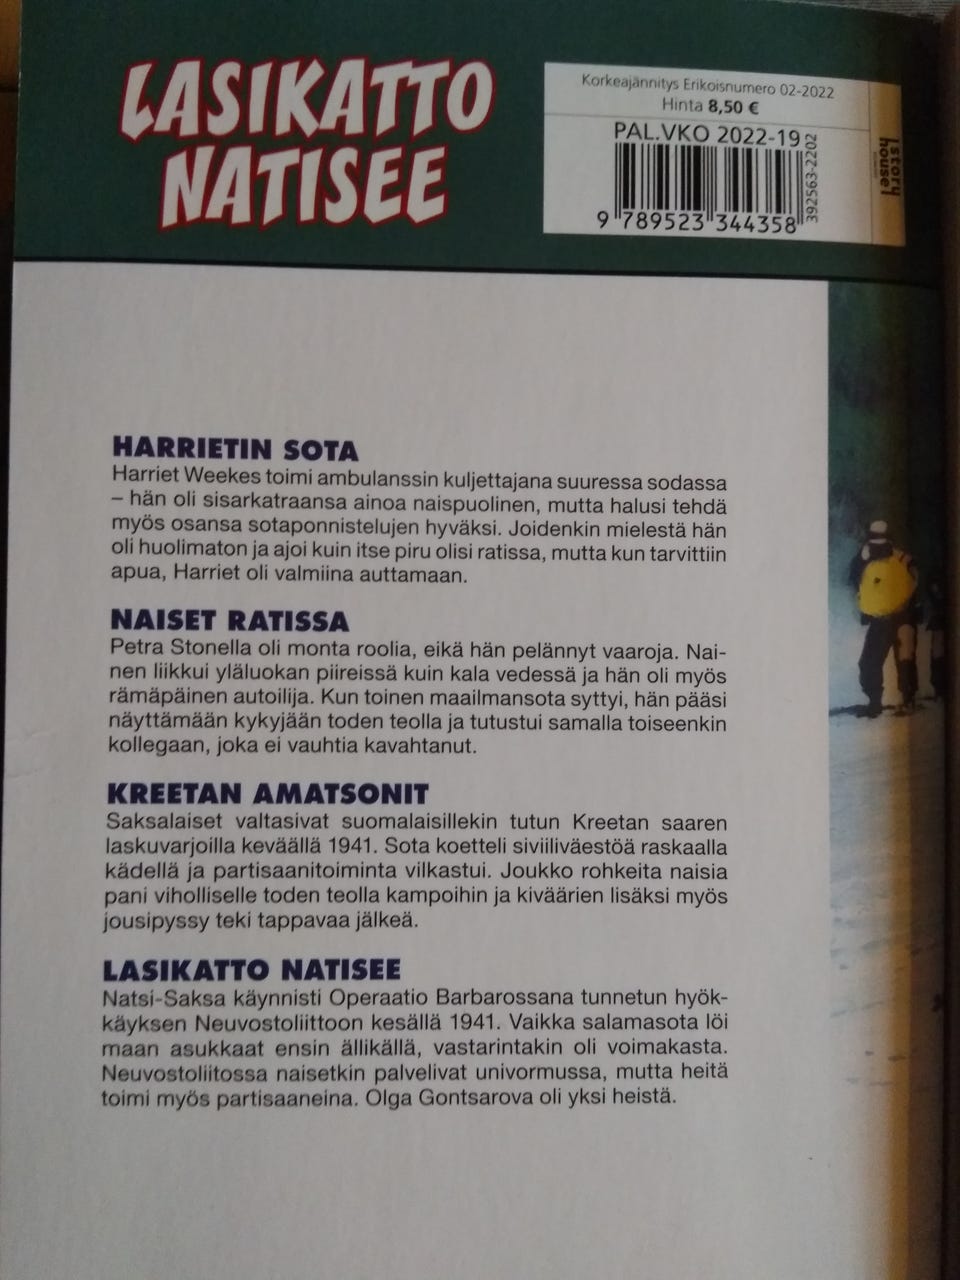 LASIKATTO
NATISEE
Korkeajännitys Erikoisnumero 02-2022
Hinta 8,50 €
PAL.VKO 2022-19
392563-2202
9 789523 344358
story
house
HARRIETIN SOTA
Harriet Weekes toimi ambulanssin kuljettajana suuressa sodassa
– hän oli sisarkatraansa ainoa naispuolinen, mutta halusi tehdä
myös osansa sotaponnistelujen hyväksi. Joidenkin mielestä hän
oli huolimaton ja ajoi kuin itse piru olisi ratissa, mutta kun tarvittiin
apua, Harriet oli valmiina auttamaan.
NAISET RATISSA
Petra Stonella oli monta roolia, eikä hän pelännyt vaaroja. Nai-
nen liikkui yläluokan piireissä kuin kala vedessä ja hän oli myös
rämäpäinen autoilija. Kun toinen maailmansota syttyi, hän pääsi
näyttämään kykyjään toden teolla ja tutustui samalla toiseenkin
kollegaan, joka ei vauhtia kavahtanut.
KREETAN AMATSONIT
Saksalaiset valtasivat suomalaisillekin tutun Kreetan saaren
laskuvarjoilla keväällä 1941. Sota koetteli siviiliväestöä raskaalla
kädellä ja partisaanitoiminta vilkastui. Joukko rohkeita naisia
pani viholliselle toden teolla kampoihin ja kiväärien lisäksi myös
jousipyssy teki tappavaa jälkeä.
LASIKATTO NATISEE
Natsi-Saksa käynnisti Operaatio Barbarossana tunnetun hyök-
käyksen Neuvostoliittoon kesällä 1941. Vaikka salamasota löi
maan asukkaat ensin ällikällä, vastarintakin oli voimakasta.
Neuvostoliitossa naisetkin palvelivat univormussa, mutta heitä
toimi myös partisaaneina. Olga Gontsarova oli yksi heistä.